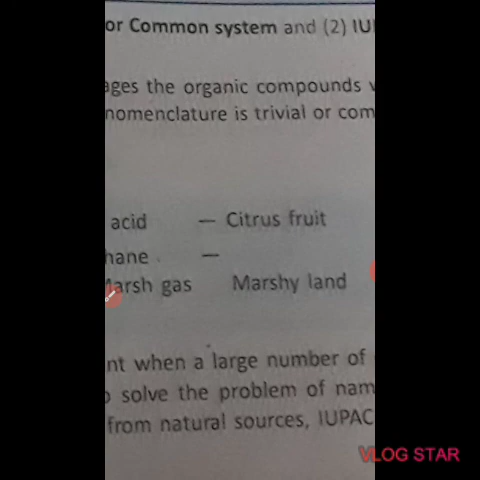 or Common system and (2) IU
ages the organic compounds
nomenclature is trivial or com
acid — Citrus fruit
hane —
Marsh gas Marshy land
nt when a large number of
solve the problem of nam
from natural sources, IUPAC
VLOG STAR